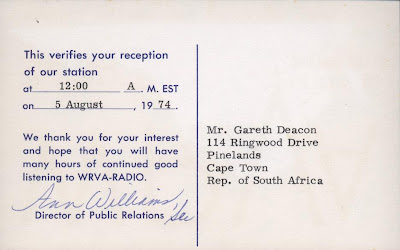 This verifies your reception
of our station
at 12:00 A. M. EST
on 5 August, 1974.
We thank you for your interest
and hope that you will have
many hours of continued good
listening to WRVA-RADIO.
Ann Williams /Sec
Director of Public Relations
Mr. Gareth Deacon
114 Ringwood Drive
Pinelands
Cape Town
Rep. of South Africa